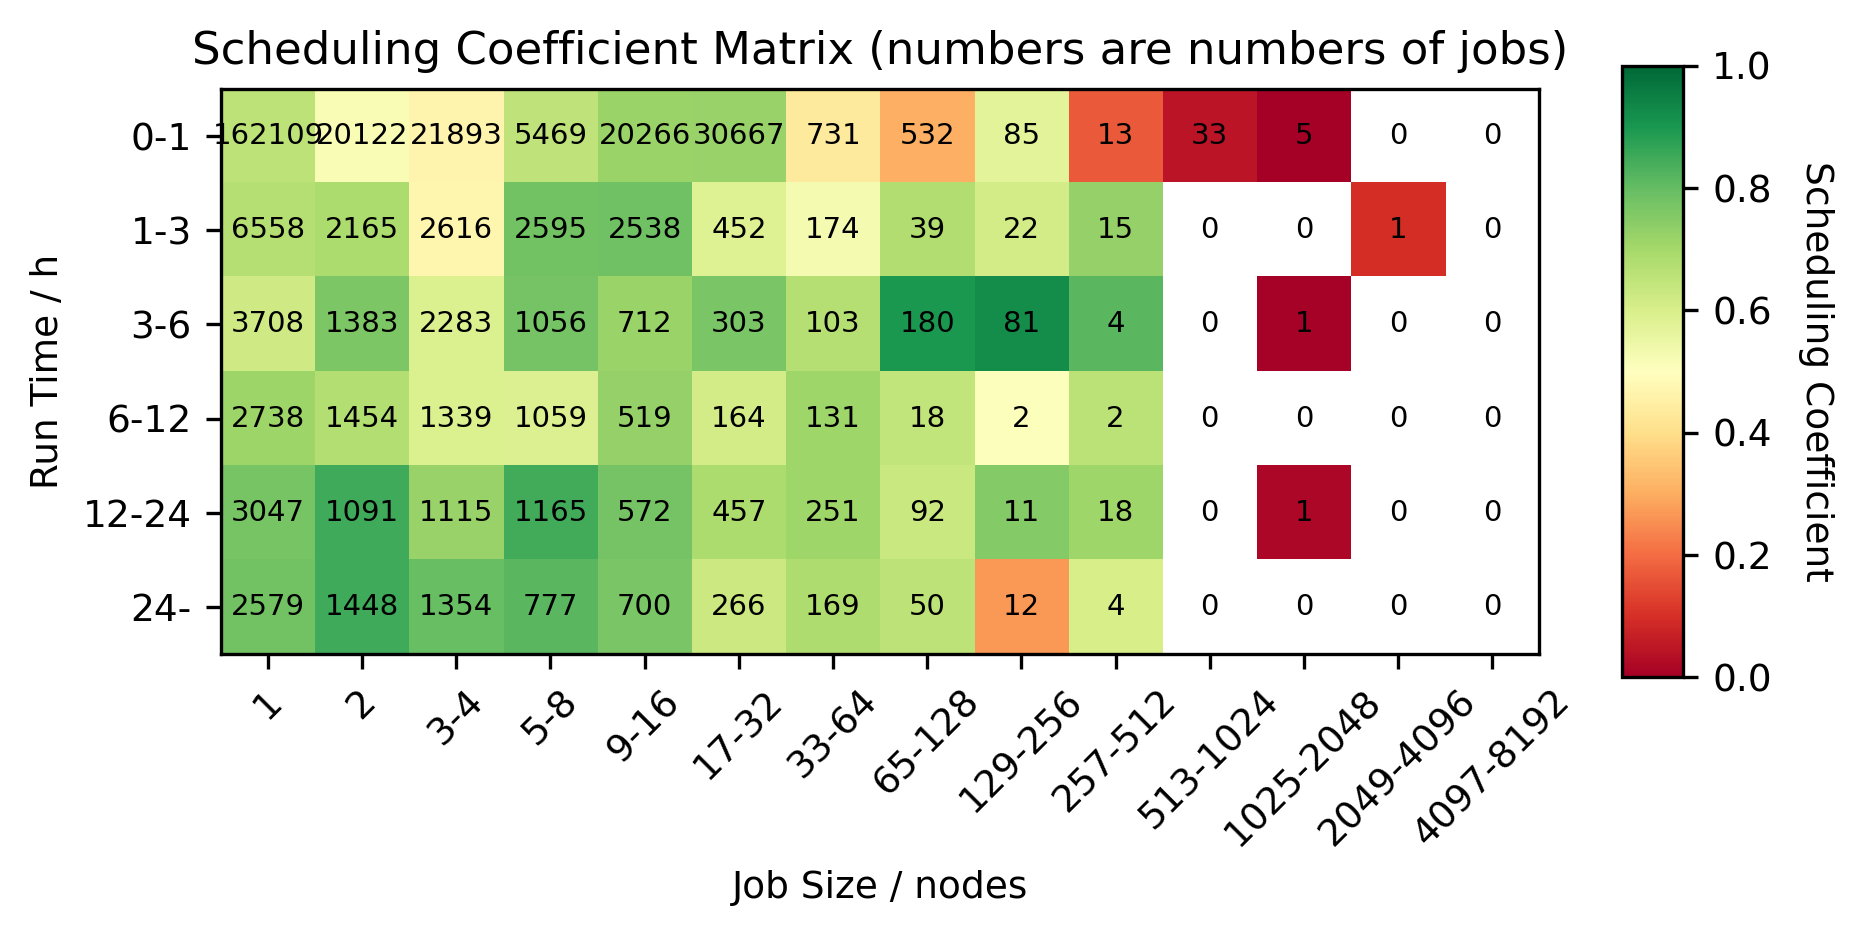 Scheduling Coefficient Matrix (numbers are numbers of jobs)
0-1 162109 20122 21893 5469 20266 30667 731 532 85 13 33 5 0 0
1-3 6558 2165 2616 2595 2538 452 174 39 22 15 0 0 1 0
3-6 3708 1383 2283 1056 712 303 103 180 81 4 0 1 0 0
6-12 2738 1454 1339 1059 519 164 131 18 2 2 0 0 0 0
12-24 3047 1091 1115 1165 572 457 251 92 11 18 0 1 0 0
24- 2579 1448 1354 777 700 266 169 50 12 4 0 0 0 0
Run Time / h
1 2 3-4 5-8 9-16 17-32 33-64 65-128 129-256 257-512 513-1024 1025-2048 2049-4096 4097-8192
Job Size / nodes
1.0
0.8
0.6
0.4
0.2
0.0
Scheduling Coefficient